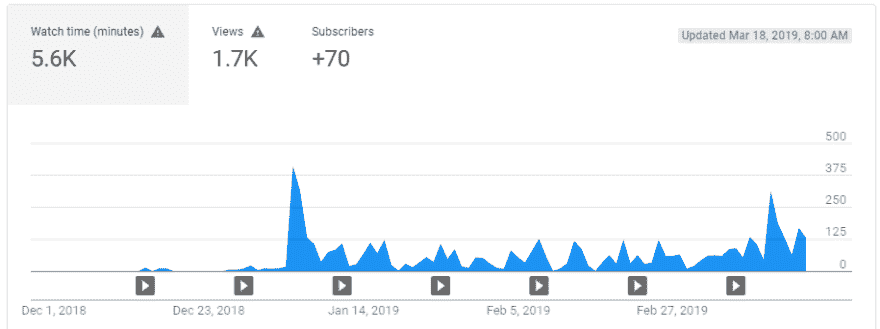 Watch time (minutes)
5.6K
Views
1.7K
Subscribers
+70
Updated Mar 18, 2019, 8:00 AM
500
375
250
125
0
Dec 1, 2018
Dec 23, 2018
Jan 14, 2019
Feb 5, 2019
Feb 27, 2019